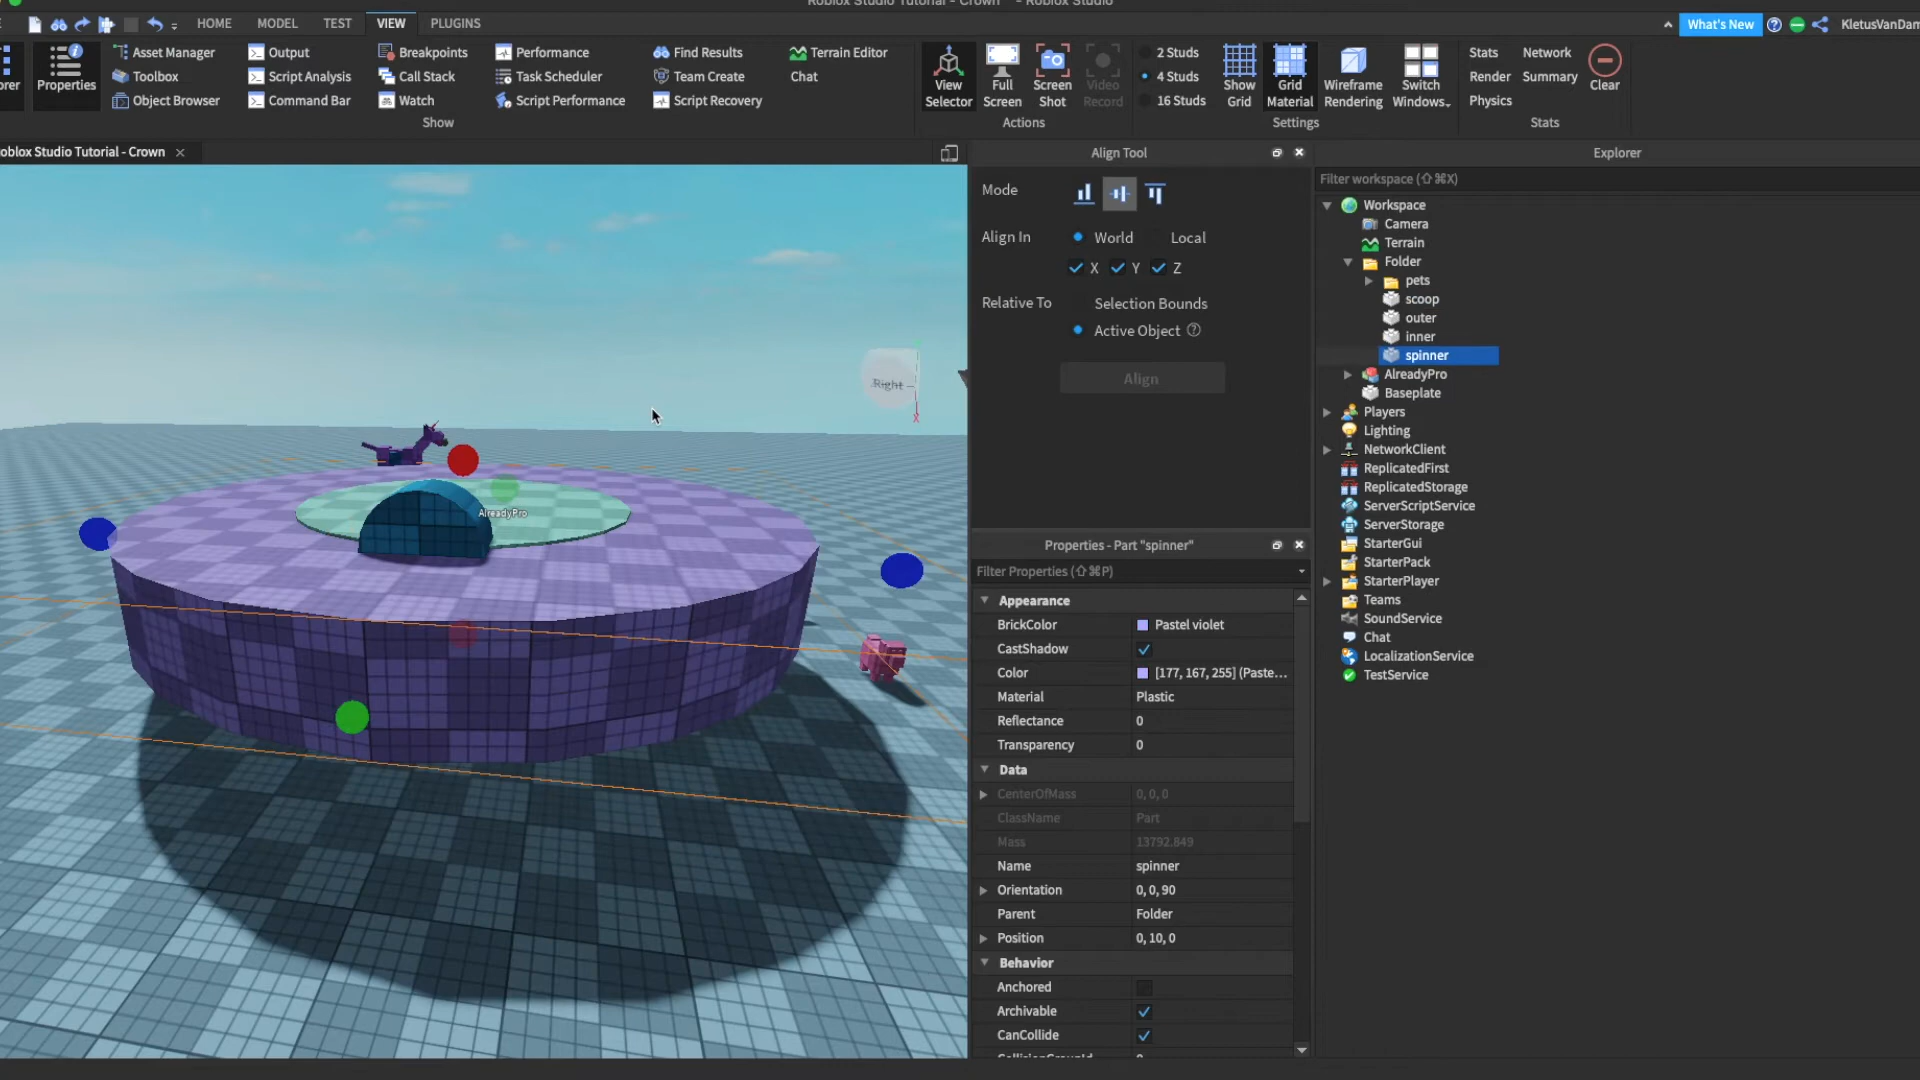 Roblox Studio Tutorial - Crown - Roblox Studio
HOME MODEL TEST VIEW PLUGINS
What's New
KletusVanDam
Properties
Asset Manager
Toolbox
Object Browser
Output
Script Analysis
Command Bar
Breakpoints
Call Stack
Watch
Performance
Task Scheduler
Script Performance
Find Results
Team Create
Script Recovery
Terrain Editor
Chat
Show
View
Selector
Full
Screen
Screen
Shot
Video
Record
Actions
2 Studs
4 Studs
16 Studs
Show
Grid
Grid
Material
Wireframe
Rendering
Switch
Windows
Settings
Stats
Render
Physics
Network
Summary
Clear
Stats
oblox Studio Tutorial - Crown
Right
X
AlreadyPro
Align Tool
Mode
Align In World Local
X Y Z
Relative To Selection Bounds
Active Object
Align
Properties - Part "spinner"
Filter Properties (⇧⌘P)
Appearance
BrickColor Pastel violet
CastShadow
Color [177, 167, 255] (Paste...
Material Plastic
Reflectance 0
Transparency 0
Data
CenterOfMass 0, 0, 0
ClassName Part
Mass 13792.849
Name spinner
Orientation 0, 0, 90
Parent Folder
Position 0, 10, 0
Behavior
Anchored
Archivable
CanCollide
Explorer
Filter workspace (⇧⌘X)
Workspace
Camera
Terrain
Folder
pets
scoop
outer
inner
spinner
AlreadyPro
Baseplate
Players
Lighting
NetworkClient
ReplicatedFirst
ReplicatedStorage
ServerScriptService
ServerStorage
StarterGui
StarterPack
StarterPlayer
Teams
SoundService
Chat
LocalizationService
TestService